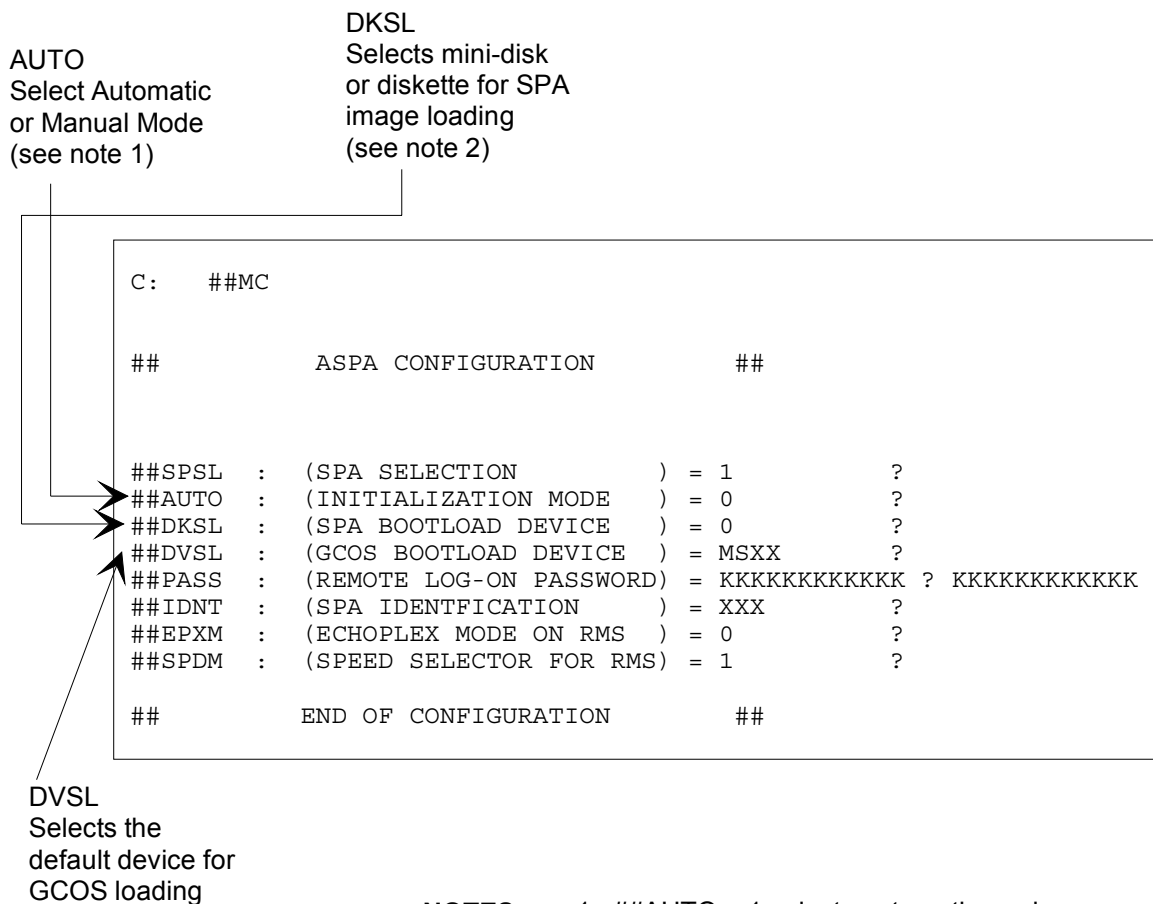 AUTO
Select Automatic
or Manual Mode
(see note 1)
DKSL
Selects mini-disk
or diskette for SPA
image loading
(see note 2)
C: ##MC
## ASPA CONFIGURATION ##
##SPSL : (SPA SELECTION ) = 1 ?
##AUTO : (INITIALIZATION MODE ) = 0 ?
##DKSL : (SPA BOOTLOAD DEVICE ) = 0 ?
##DVSL : (GCOS BOOTLOAD DEVICE ) = MSXX ?
##PASS : (REMOTE LOG-ON PASSWORD) = KKKKKKKKKKKK ? KKKKKKKKKKKK
##IDNT : (SPA IDENTFICATION ) = XXX ?
##EPXM : (ECHOPLEX MODE ON RMS ) = 0 ?
##SPDM : (SPEED SELECTOR FOR RMS) = 1 ?
## END OF CONFIGURATION ##
DVSL
Selects the
default device for
GCOS loading